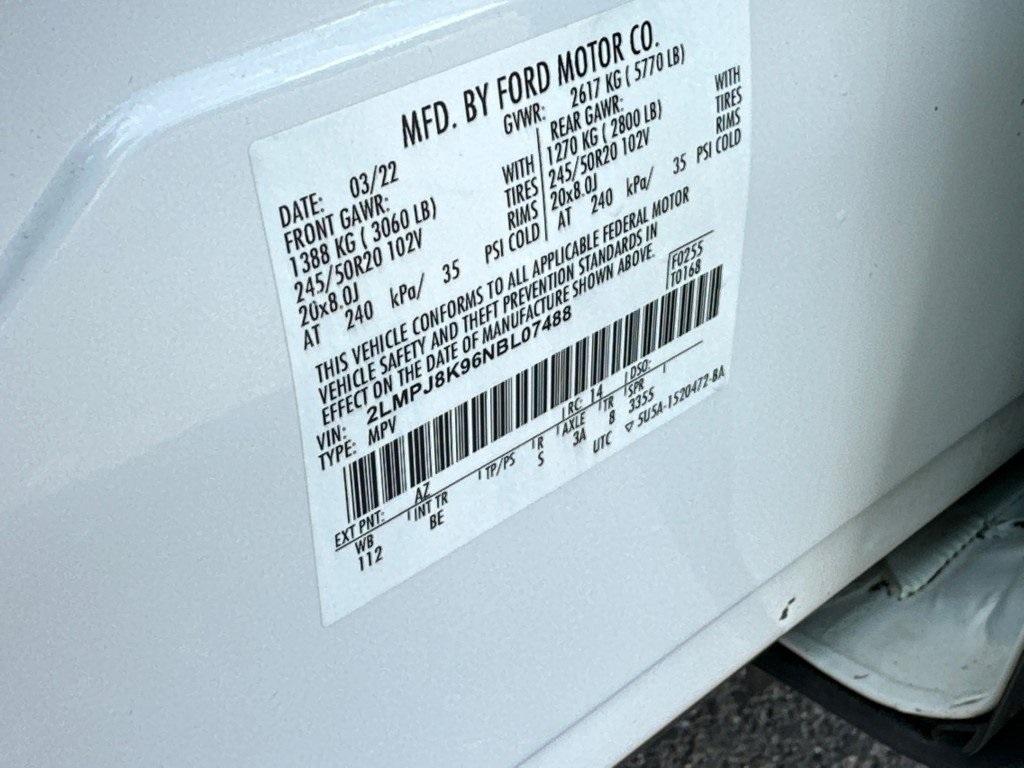 MFD. BY FORD MOTOR CO.
DATE: 03/22 GVWR: 2617 KG ( 5770 LB)
FRONT GAWR: REAR GAWR:
1388 KG ( 3060 LB) WITH 1270 KG ( 2800 LB) WITH
245/50R20 102V TIRES 245/50R20 102V TIRES
20x8.0J RIMS 20x8.0J RIMS
AT 240 kPa/ 35 PSI COLD AT 240 kPa/ 35 PSI COLD
THIS VEHICLE CONFORMS TO ALL APPLICABLE FEDERAL MOTOR
VEHICLE SAFETY AND THEFT PREVENTION STANDARDS IN
EFFECT ON THE DATE OF MANUFACTURE SHOWN ABOVE.
VIN: 2LMPJ8K96NBL07488 F0255
TYPE: MPV T0168
EXT PNT: AZ RC: 14 DSO:
WB INT TR TP/PS R AXLE TR SPR
112 BE S 3A 8 3355
UTC ▽ 5U5A-1520472-BA